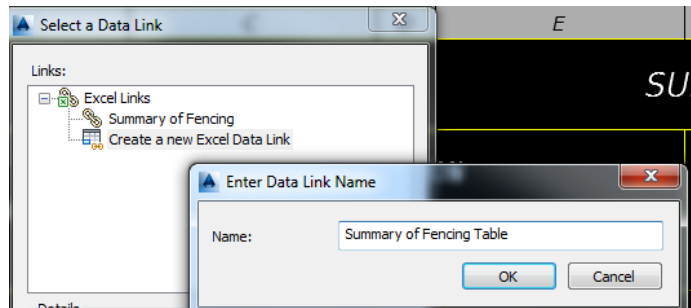 Select a Data Link
E
Links:
SU
Excel Links
Summary of Fencing
Create a new Excel Data Link
Enter Data Link Name
Name:
Summary of Fencing Table
OK
Cancel
Details